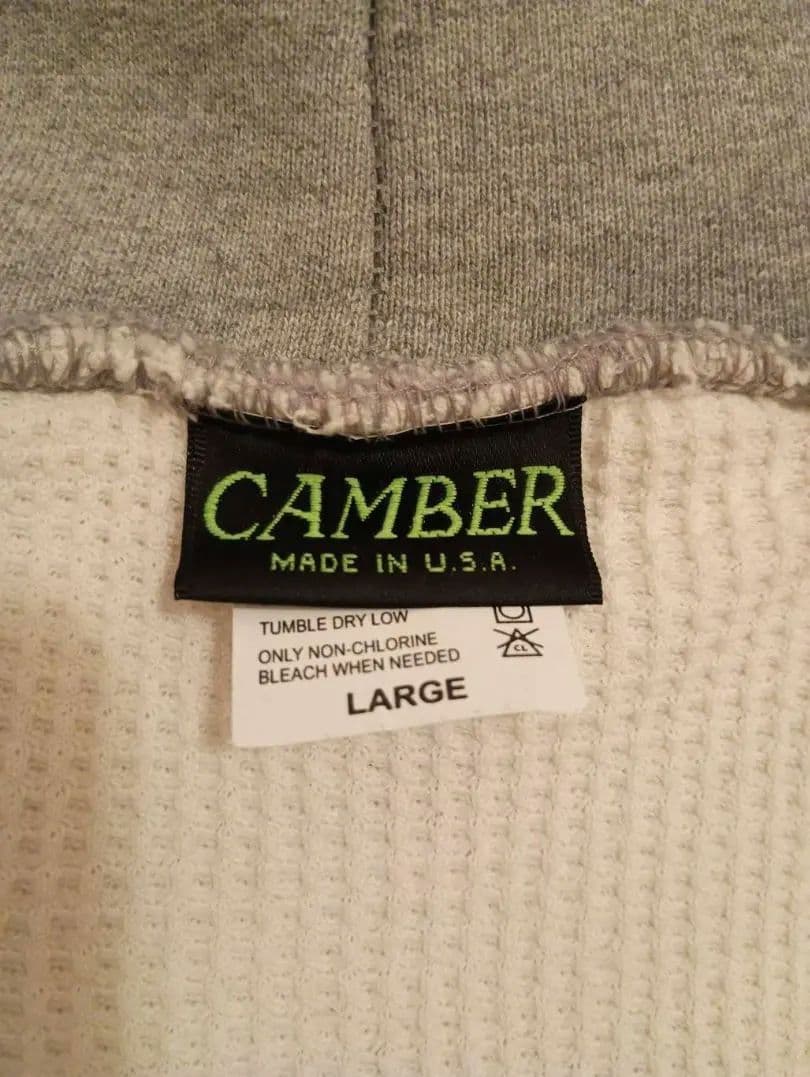 CAMBER
MADE IN U.S.A.
TUMBLE DRY LOW
ONLY NON-CHLORINE
BLEACH WHEN NEEDED
CL
LARGE